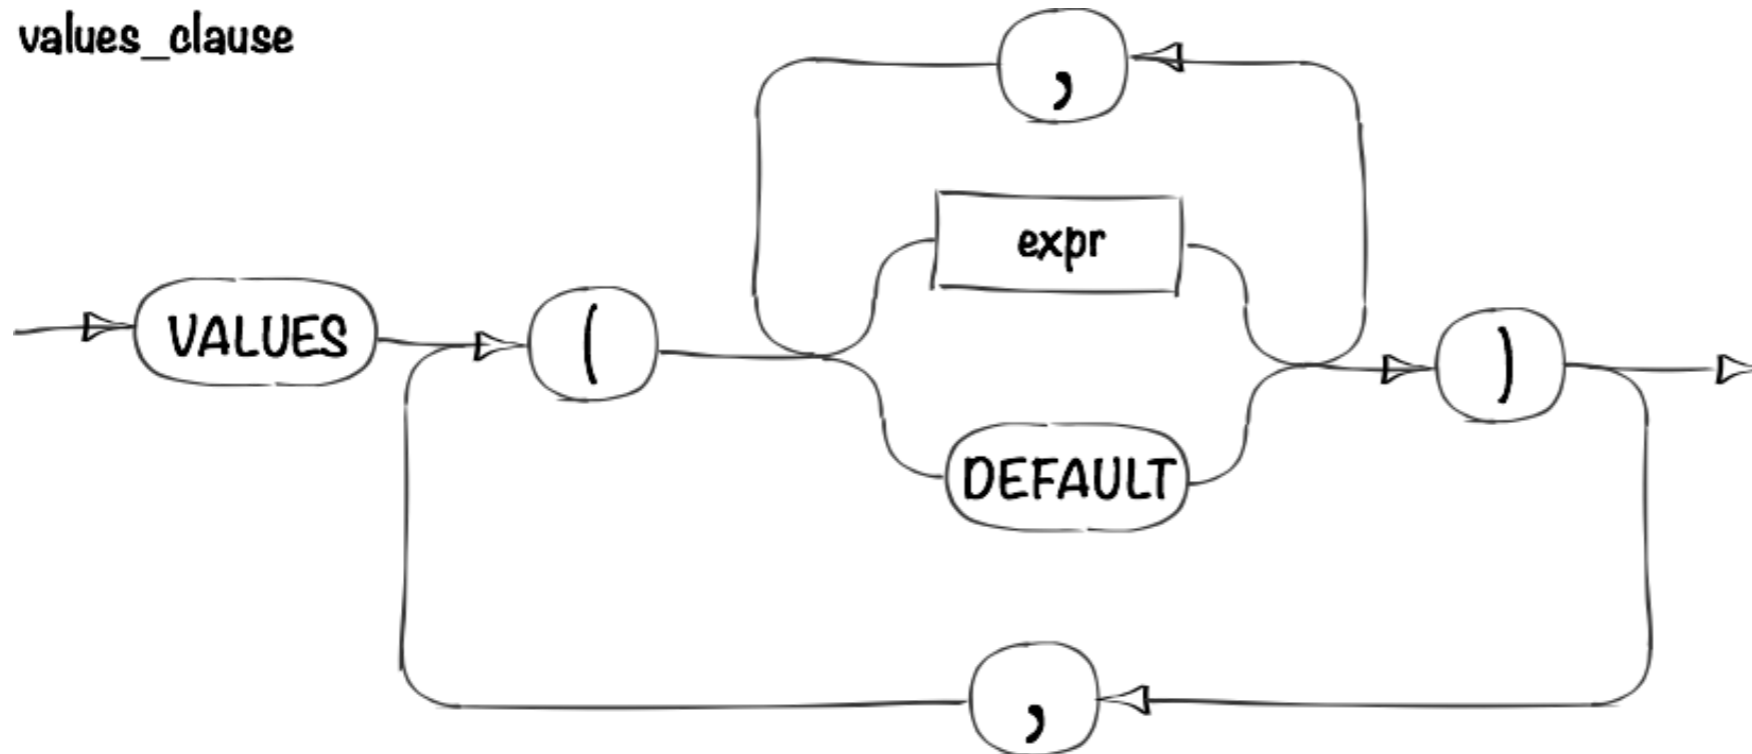 values_clause
,
expr
VALUES
(
)
DEFAULT
,